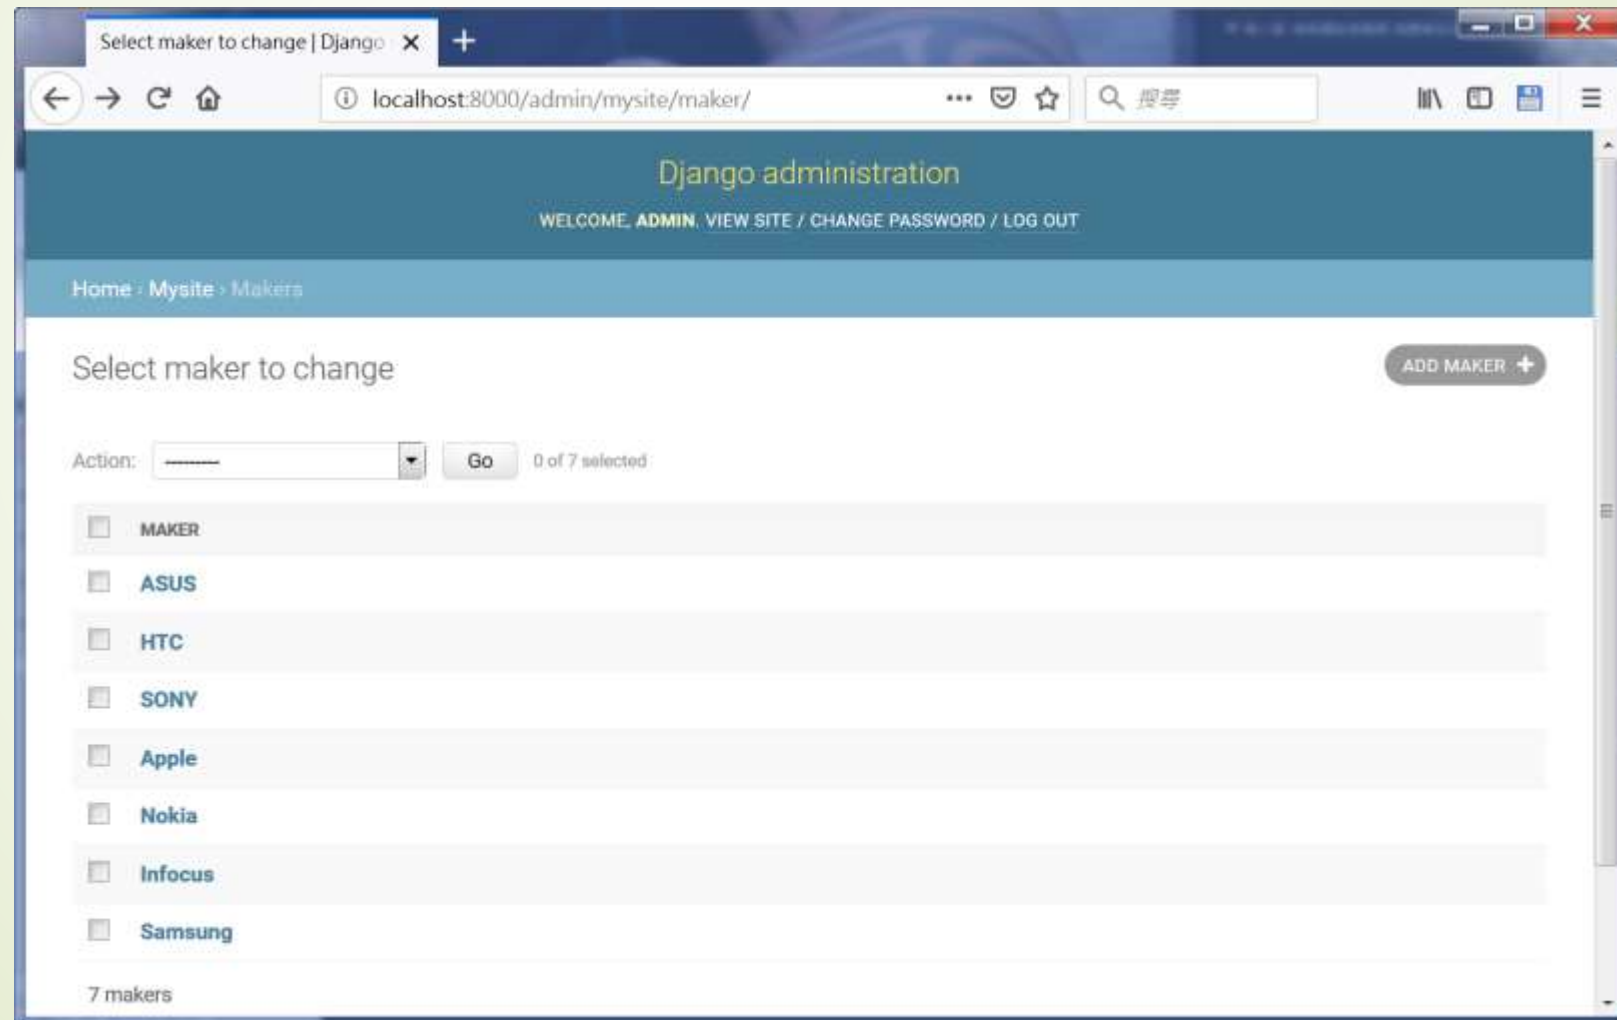 Select maker to change | Django
localhost:8000/admin/mysite/maker/
搜尋
Django administration
WELCOME, ADMIN. VIEW SITE / CHANGE PASSWORD / LOG OUT
Home › Mysite › Makers
Select maker to change
ADD MAKER +
Action: --------- Go 0 of 7 selected
MAKER
ASUS
HTC
SONY
Apple
Nokia
Infocus
Samsung
7 makers